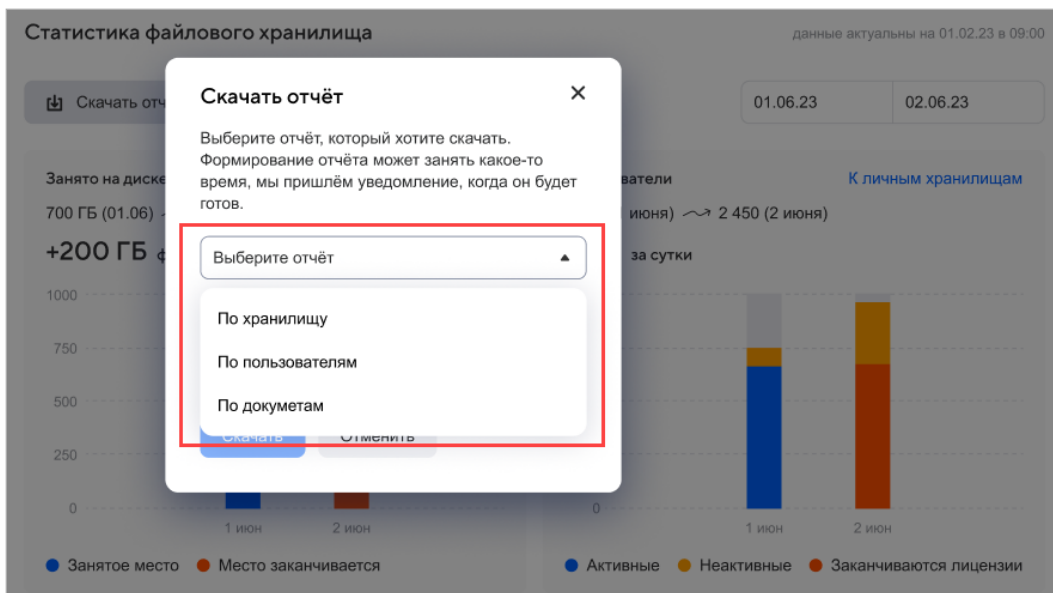 Статистика файлового хранилища
данные актуальны на 01.02.23 в 09:00
Скачать отч
01.06.23
02.06.23
Скачать отчёт
Выберите отчёт, который хотите скачать.
Формирование отчёта может занять какое-то
время, мы пришлём уведомление, когда он будет
готов.
Выберите отчёт
По хранилищу
По пользователям
По докуметам
Скачать
Отменить
Занято на диске
700 ГБ (01.06)
+200 ГБ
1000
750
500
250
0
1 июн
2 июн
Занятое место
Место заканчивается
ватели
К личным хранилищам
июня) 2 450 (2 июня)
за сутки
0
1 июн
2 июн
Активные
Неактивные
Заканчиваются лицензии